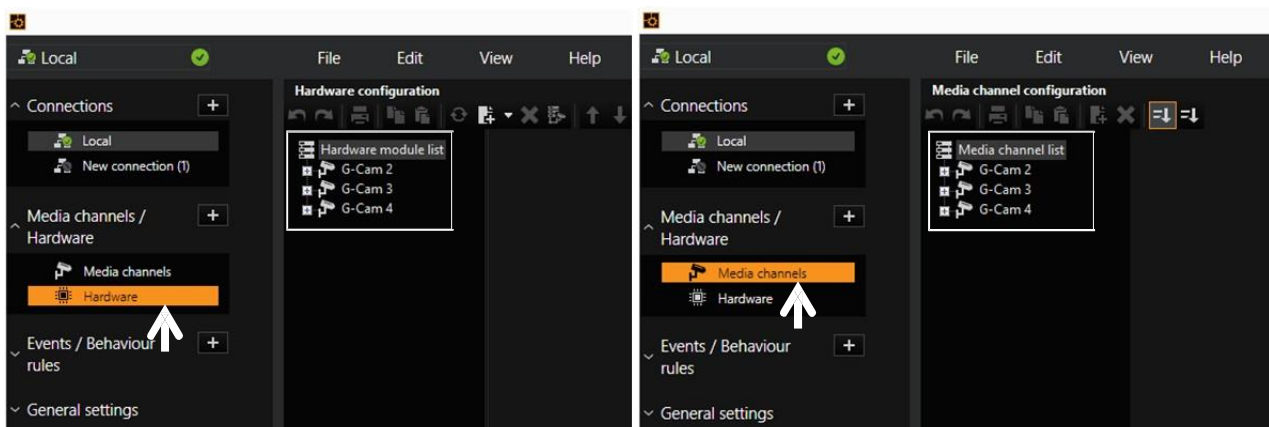 Local
File Edit View Help
Connections
Local
New connection (1)
Media channels /
Hardware
Media channels
Hardware
Events / Behaviour
rules
General settings
Hardware configuration
Hardware module list
G-Cam 2
G-Cam 3
G-Cam 4
Local
File Edit View Help
Connections
Local
New connection (1)
Media channels /
Hardware
Media channels
Hardware
Events / Behaviour
rules
General settings
Media channel configuration
Media channel list
G-Cam 2
G-Cam 3
G-Cam 4